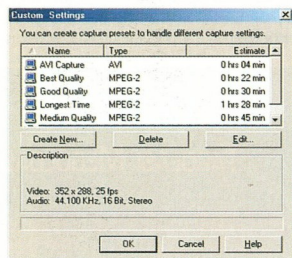 Custom Settings
You can create capture presets to handle different capture settings.
Name Type Estimate
AVI Capture AVI 0 hrs 04 min
Best Quality MPEG-2 0 hrs 22 min
Good Quality MPEG-2 0 hrs 30 min
Longest Time MPEG-2 1 hrs 28 min
Medium Quality MPEG-2 0 hrs 45 min
Create New... Delete Edit...
Description
Video: 352 x 288, 25 fps
Audio: 44.100 KHz, 16 Bit, Stereo
OK Cancel Help